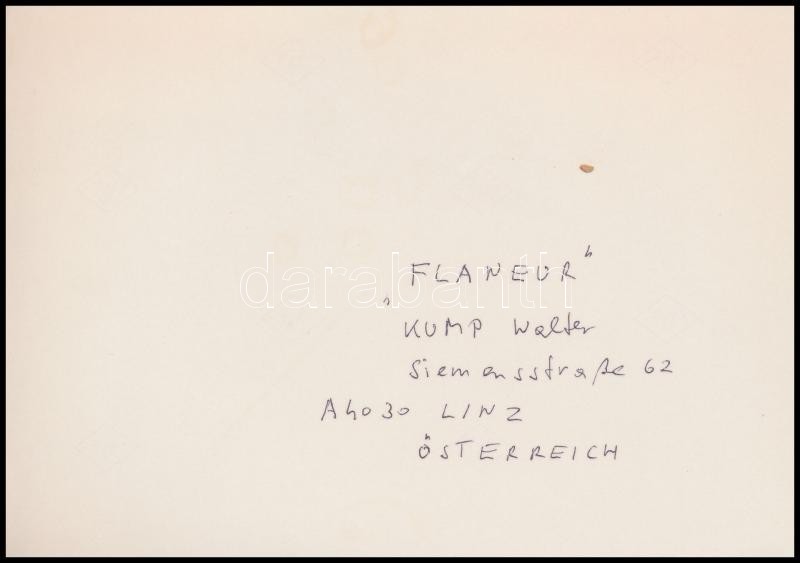 „FLANEUR“
KUMP Walter
Siemensstraße 62
A4030 LINZ
ÖSTERREICH
darabanth